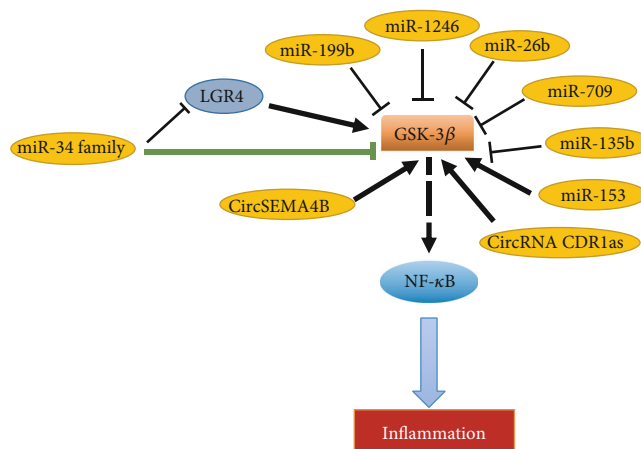 miR-1246
miR-199b
miR-26b
LGR4
miR-709
GSK-3β
miR-34 family
miR-135b
CircSEMA4B
miR-153
CircRNA CDR1as
NF-κB
Inflammation